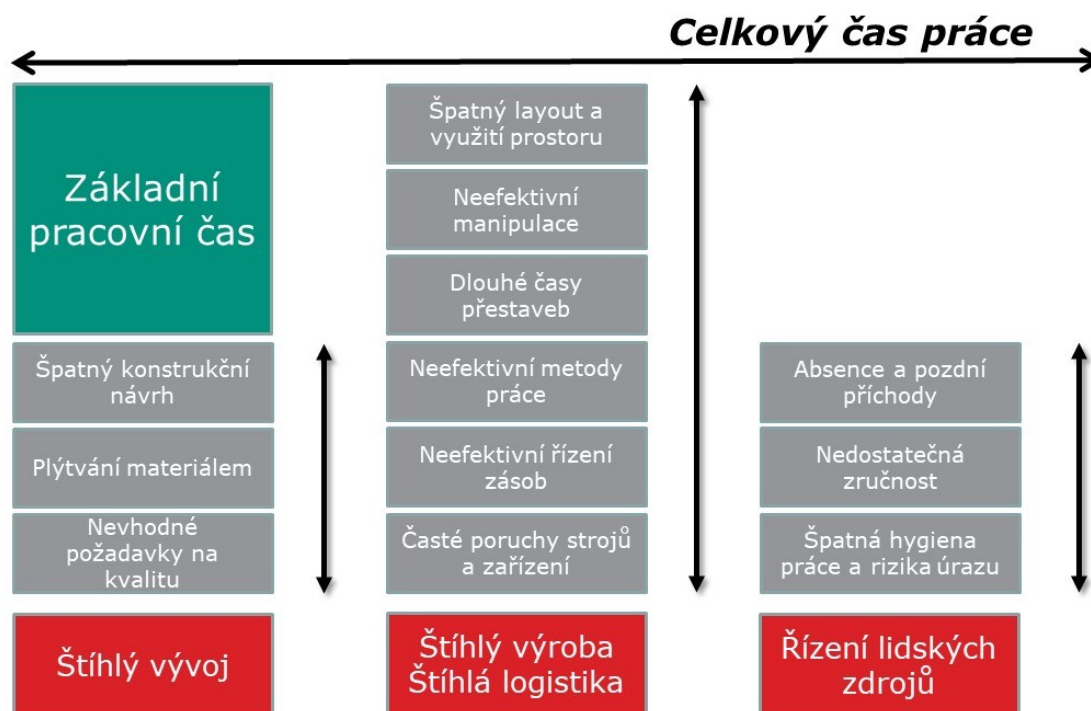 Celkový čas práce
Základní
pracovní čas
Špatný konstrukční
návrh
Plýtvání materiálem
Nevhodné
požadavky na
kvalitu
Štíhlý vývoj
Špatný layout a
využití prostoru
Neefektivní
manipulace
Dlouhé časy
přestaveb
Neefektivní metody
práce
Neefektivní řízení
zásob
Časté poruchy strojů
a zařízení
Štíhlý výroba
Štíhlá logistika
Absence a pozdní
příchody
Nedostatečná
zručnost
Špatná hygiena
práce a rizika úrazu
Řízení lidských
zdrojů